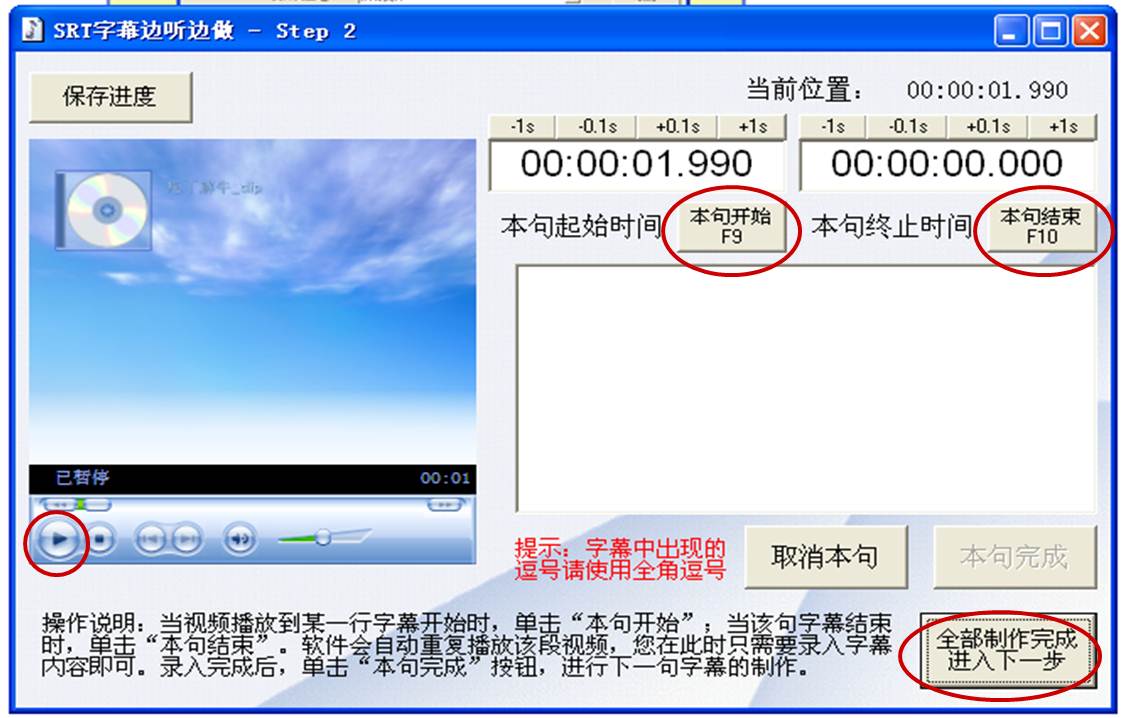 SRT字幕边听边做 - Step 2
保存进度
当前位置： 00:00:01.990
-1s -0.1s +0.1s +1s
-1s -0.1s +0.1s +1s
00:00:01.990
00:00:00.000
本句起始时间
本句开始
F9
本句终止时间
本句结束
F10
已暂停 00:01
提示：字幕中出现的
逗号请使用全角逗号
取消本句
本句完成
操作说明：当视频播放到某一行字幕开始时，单击“本句开始”；当该句字幕结束
时，单击“本句结束”。软件会自动重复播放该段视频，您在此时只需要录入字幕
内容即可。录入完成后，单击“本句完成”按钮，进行下一句字幕的制作。
全部制作完成
进入下一步